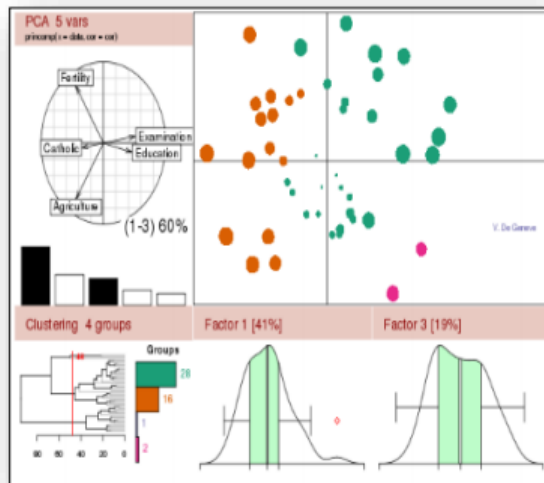 PCA 5 vars
princomp(x = data, cor = cor)
Fertility
Catholic
Examination
Education
Agriculture
(1-3) 60%
V. De Geneve
Clustering 4 groups
Factor 1 [41%]
Factor 3 [19%]
Groups
28
16
1
2
80 60 40 20 0